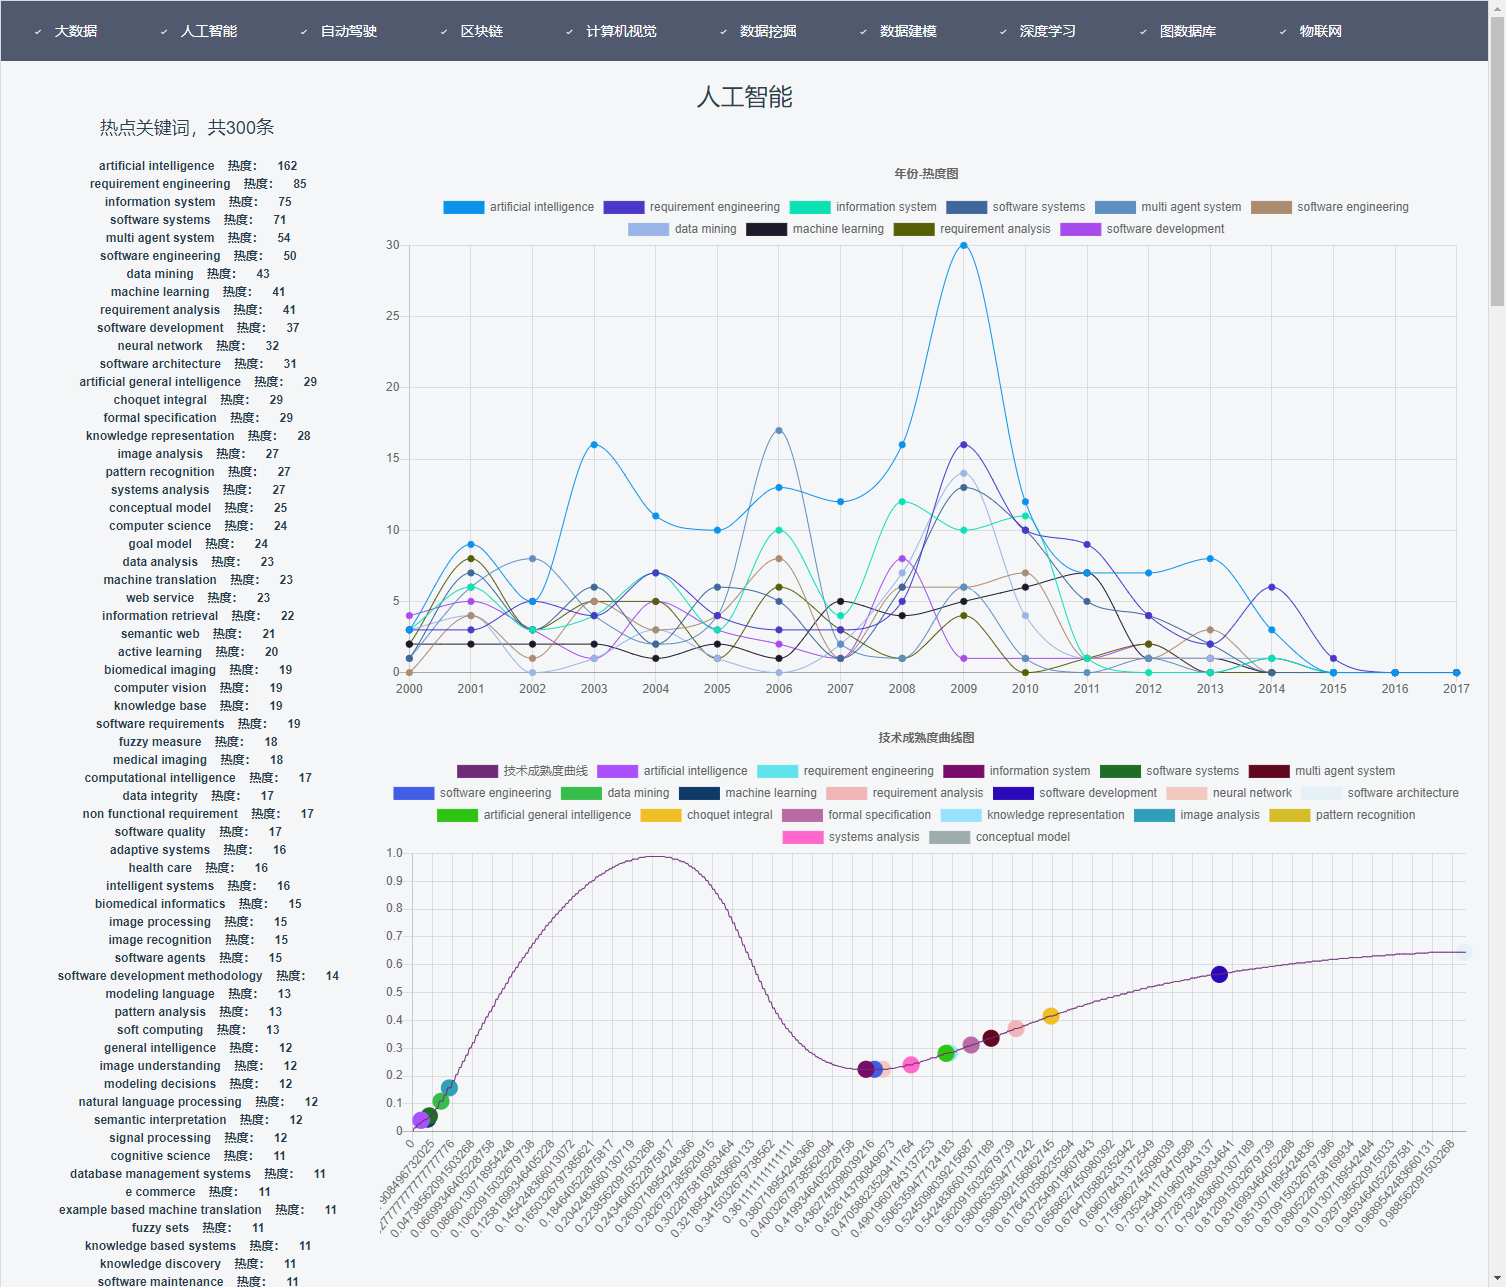 大数据
人工智能
自动驾驶
区块链
计算机视觉
数据挖掘
数据建模
深度学习
图数据库
物联网
人工智能
热点关键词，共300条
artificial intelligence 热度： 162
requirement engineering 热度： 85
information system 热度： 75
software systems 热度： 71
multi agent system 热度： 54
software engineering 热度： 50
data mining 热度： 43
machine learning 热度： 41
requirement analysis 热度： 41
software development 热度： 37
neural network 热度： 32
software architecture 热度： 31
artificial general intelligence 热度： 29
choquet integral 热度： 29
formal specification 热度： 29
knowledge representation 热度： 28
image analysis 热度： 27
pattern recognition 热度： 27
systems analysis 热度： 27
conceptual model 热度： 25
computer science 热度： 24
goal model 热度： 24
data analysis 热度： 23
machine translation 热度： 23
web service 热度： 23
information retrieval 热度： 22
semantic web 热度： 21
active learning 热度： 20
biomedical imaging 热度： 19
computer vision 热度： 19
knowledge base 热度： 19
software requirements 热度： 19
fuzzy measure 热度： 18
medical imaging 热度： 18
computational intelligence 热度： 17
data integrity 热度： 17
non functional requirement 热度： 17
software quality 热度： 17
adaptive systems 热度： 16
health care 热度： 16
intelligent systems 热度： 16
biomedical informatics 热度： 15
image processing 热度： 15
image recognition 热度： 15
software agents 热度： 15
software development methodology 热度： 14
modeling language 热度： 13
pattern analysis 热度： 13
soft computing 热度： 13
general intelligence 热度： 12
image understanding 热度： 12
modeling decisions 热度： 12
natural language processing 热度： 12
semantic interpretation 热度： 12
signal processing 热度： 12
cognitive science 热度： 11
database management systems 热度： 11
e commerce 热度： 11
example based machine translation 热度： 11
fuzzy sets 热度： 11
knowledge based systems 热度： 11
knowledge discovery 热度： 11
software maintenance 热度： 11
年份-热度图
artificial intelligence requirement engineering information system software systems multi agent system software engineering
data mining machine learning requirement analysis software development
30
25
20
15
10
5
0
2000 2001 2002 2003 2004 2005 2006 2007 2008 2009 2010 2011 2012 2013 2014 2015 2016 2017
技术成熟度曲线图
技术成熟度曲线 artificial intelligence requirement engineering information system software systems multi agent system
software engineering data mining machine learning requirement analysis software development neural network software architecture
artificial general intelligence choquet integral formal specification knowledge representation image analysis pattern recognition
systems analysis conceptual model
1.0
0.9
0.8
0.7
0.6
0.5
0.4
0.3
0.2
0.1
0
0